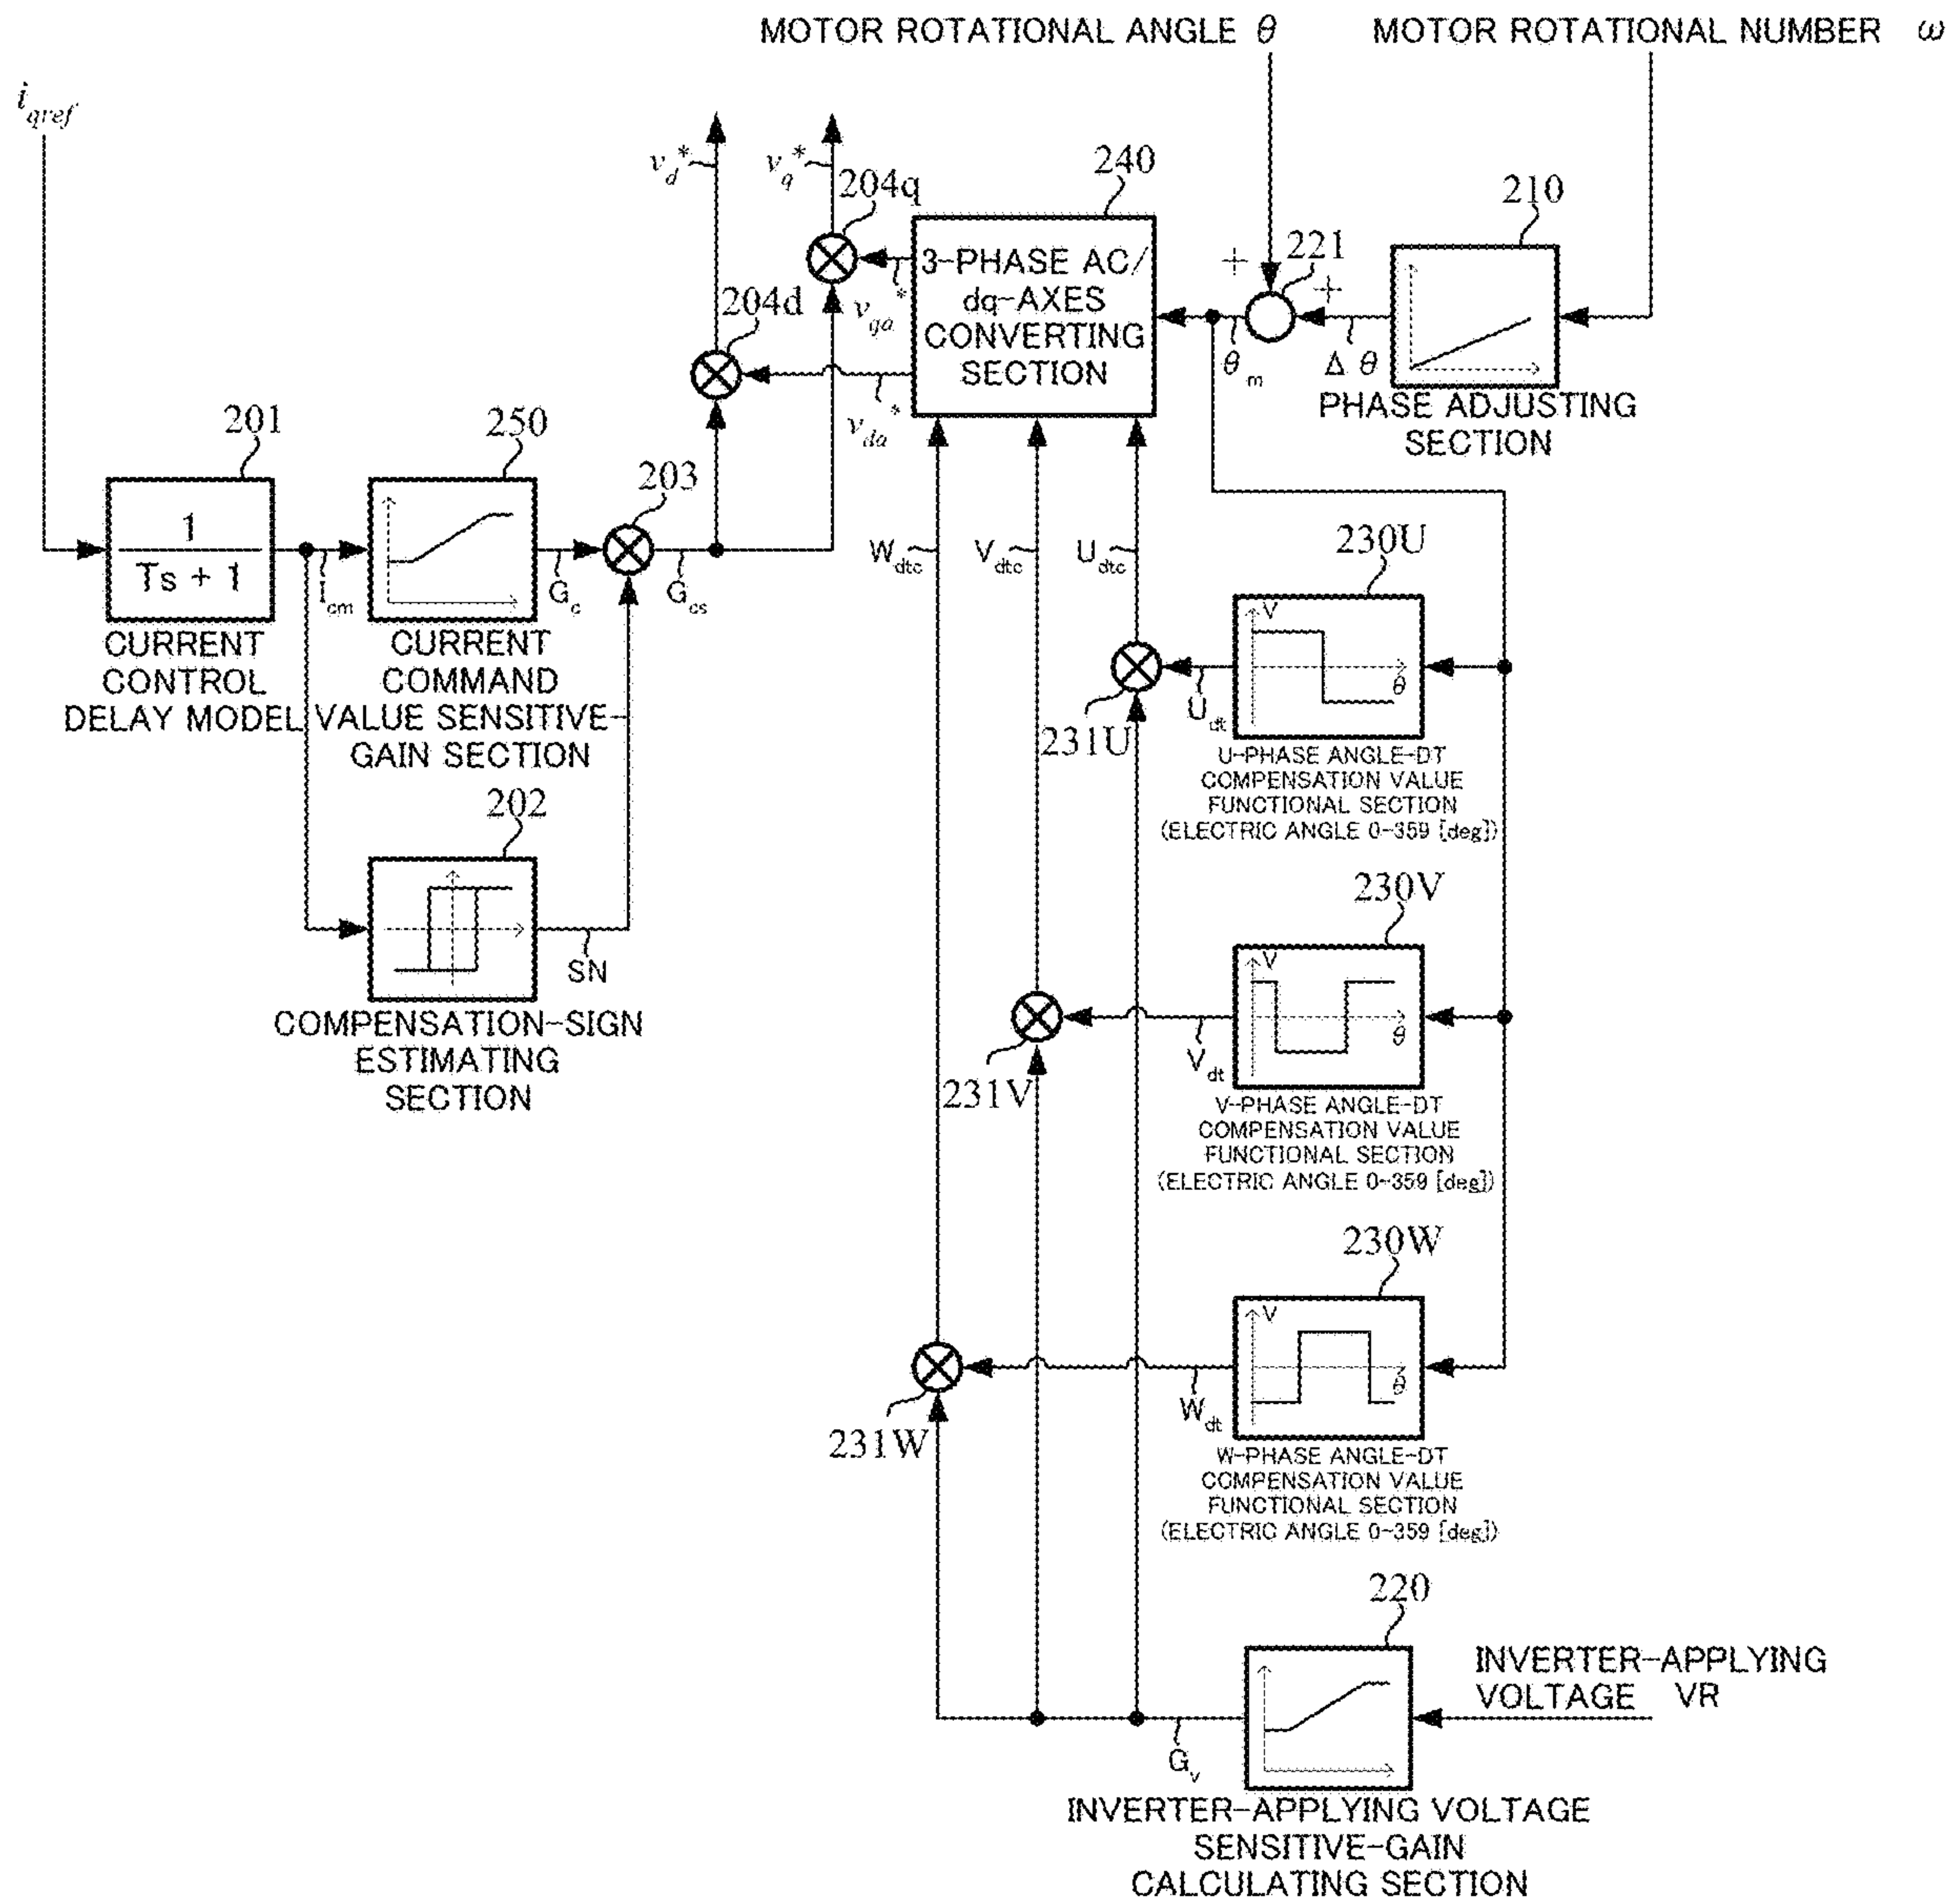 MOTOR ROTATIONAL ANGLE θ
MOTOR ROTATIONAL NUMBER ω
i_qref
v_d*
v_q*
204q
240
210
3-PHASE AC/
dq-AXES
CONVERTING
SECTION
+
221
+
204d
v_qa*
θ_m
Δθ
PHASE ADJUSTING
SECTION
v_da*
201
250
203
1
Ts + 1
I_cm
G_c
G_cs
W_dtc
V_dtc
U_dtc
230U
CURRENT
CONTROL
DELAY MODEL
CURRENT
COMMAND
VALUE SENSITIVE-
GAIN SECTION
V
θ
U_dt
231U
U-PHASE ANGLE-DT
COMPENSATION VALUE
FUNCTIONAL SECTION
(ELECTRIC ANGLE 0-359 [deg])
202
SN
COMPENSATION-SIGN
ESTIMATING
SECTION
230V
V
θ
V_dt
231V
V-PHASE ANGLE-DT
COMPENSATION VALUE
FUNCTIONAL SECTION
(ELECTRIC ANGLE 0-359 [deg])
230W
V
θ
W_dt
231W
W-PHASE ANGLE-DT
COMPENSATION VALUE
FUNCTIONAL SECTION
(ELECTRIC ANGLE 0-359 [deg])
220
INVERTER-APPLYING
VOLTAGE VR
G_v
INVERTER-APPLYING VOLTAGE
SENSITIVE-GAIN
CALCULATING SECTION